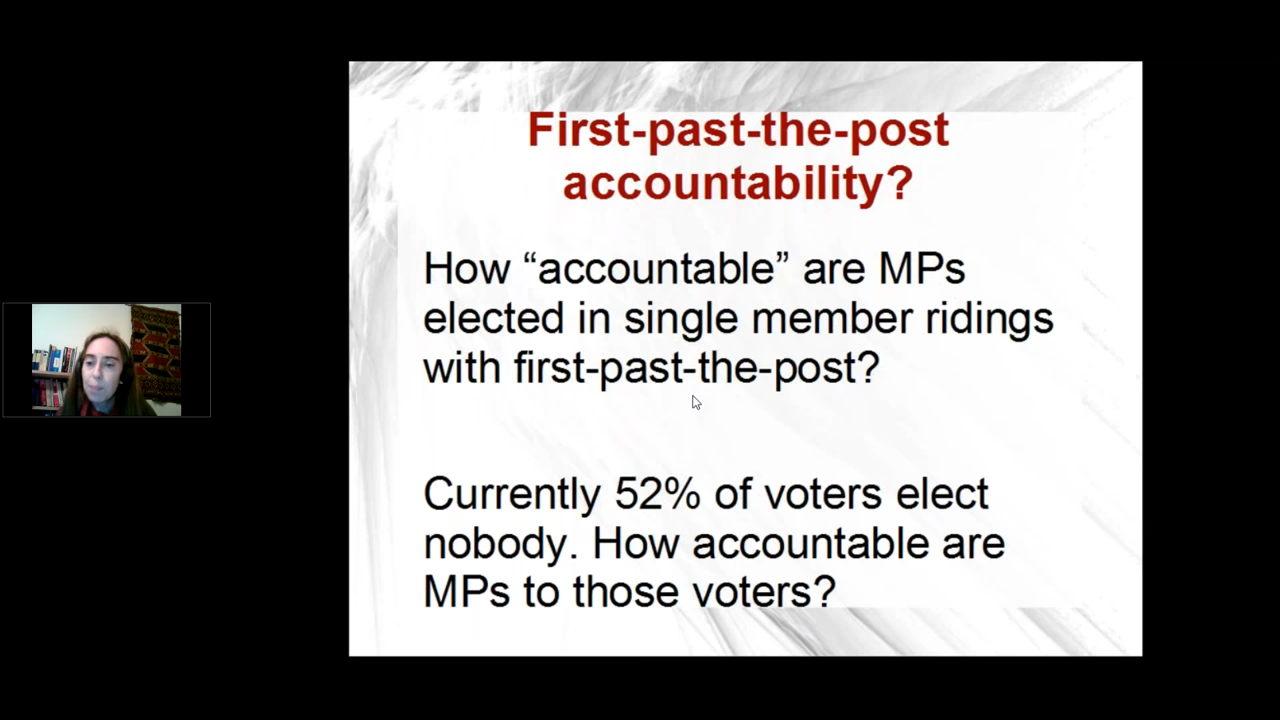 First-past-the-post
accountability?
How “accountable” are MPs
elected in single member ridings
with first-past-the-post?
Currently 52% of voters elect
nobody. How accountable are
MPs to those voters?